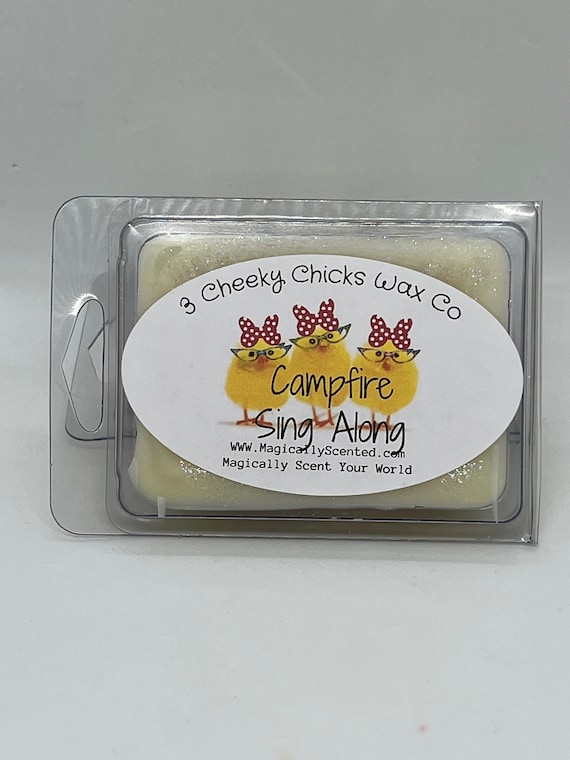 3 Cheeky Chicks Wax Co
Campfire
Sing Along
www.MagicallyScented.com
Magically Scent Your World